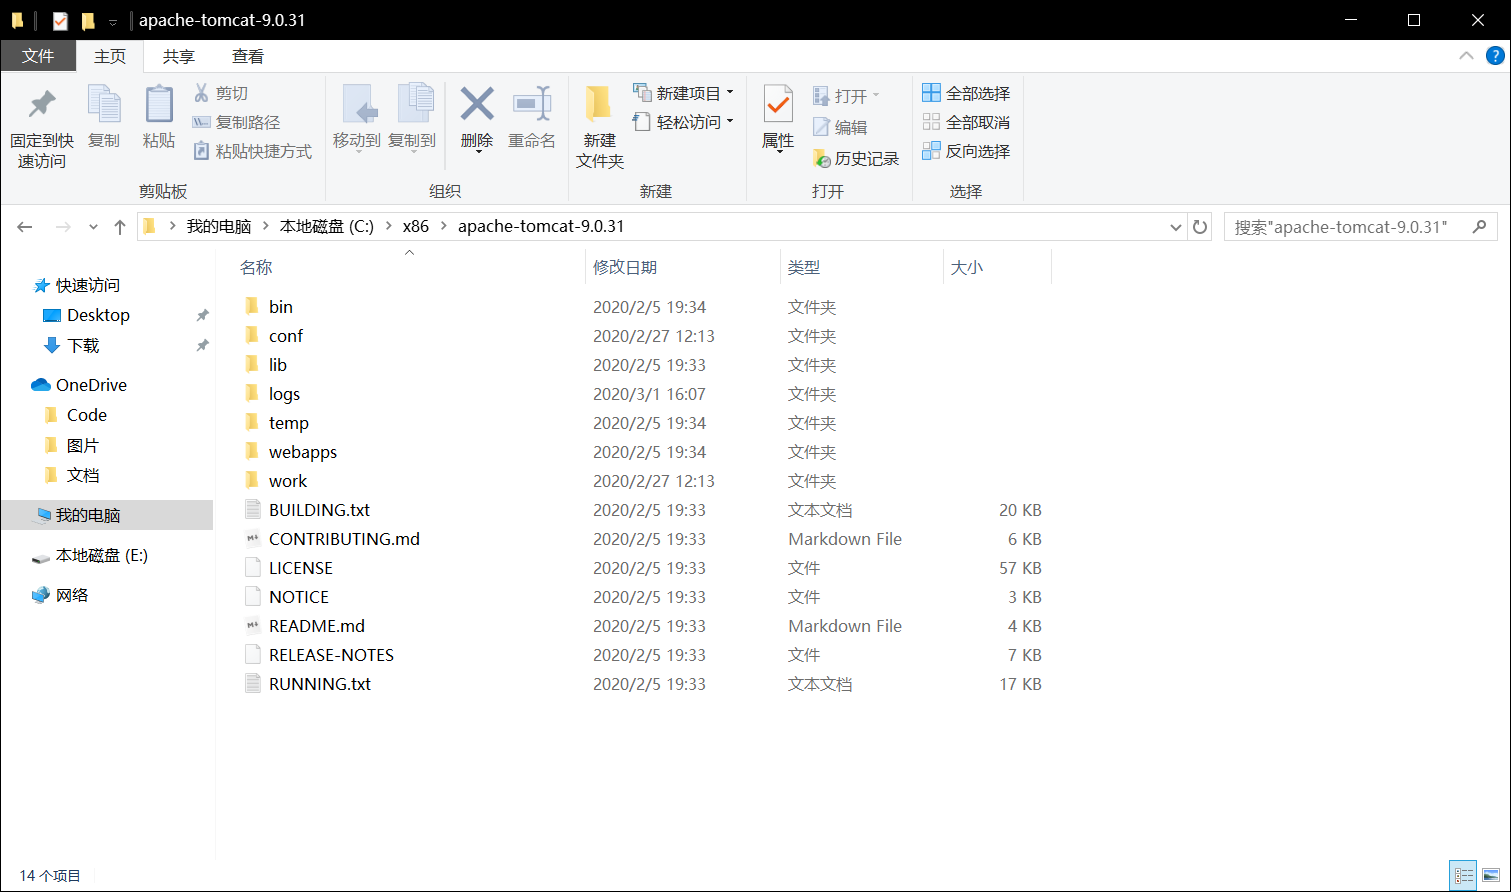 apache-tomcat-9.0.31
文件 主页 共享 查看
固定到快速访问
复制
粘贴
剪切
复制路径
粘贴快捷方式
剪贴板
移动到
复制到
删除
重命名
组织
新建文件夹
新建项目
轻松访问
新建
属性
打开
编辑
历史记录
打开
全部选择
全部取消
反向选择
选择
我的电脑 本地磁盘 (C:) x86 apache-tomcat-9.0.31
搜索"apache-tomcat-9.0.31"
快速访问
Desktop
下载
OneDrive
Code
图片
文档
我的电脑
本地磁盘 (E:)
网络
名称 修改日期 类型 大小
bin 2020/2/5 19:34 文件夹
conf 2020/2/27 12:13 文件夹
lib 2020/2/5 19:33 文件夹
logs 2020/3/1 16:07 文件夹
temp 2020/2/5 19:34 文件夹
webapps 2020/2/5 19:34 文件夹
work 2020/2/27 12:13 文件夹
BUILDING.txt 2020/2/5 19:33 文本文档 20 KB
CONTRIBUTING.md 2020/2/5 19:33 Markdown File 6 KB
LICENSE 2020/2/5 19:33 文件 57 KB
NOTICE 2020/2/5 19:33 文件 3 KB
README.md 2020/2/5 19:33 Markdown File 4 KB
RELEASE-NOTES 2020/2/5 19:33 文件 7 KB
RUNNING.txt 2020/2/5 19:33 文本文档 17 KB
14 个项目